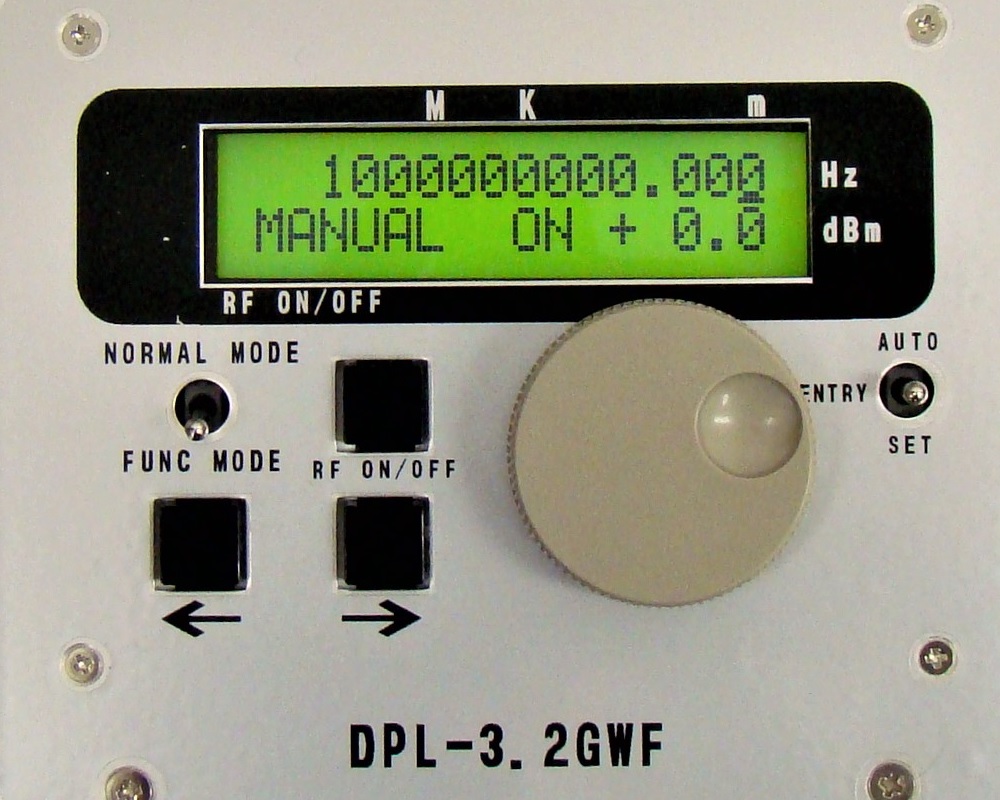 M K m
1000000000.000 Hz
MANUAL ON + 0.0 dBm
RF ON/OFF
NORMAL MODE
AUTO
ENTRY
FUNC MODE
RF ON/OFF
SET
← →
DPL-3.2GWF